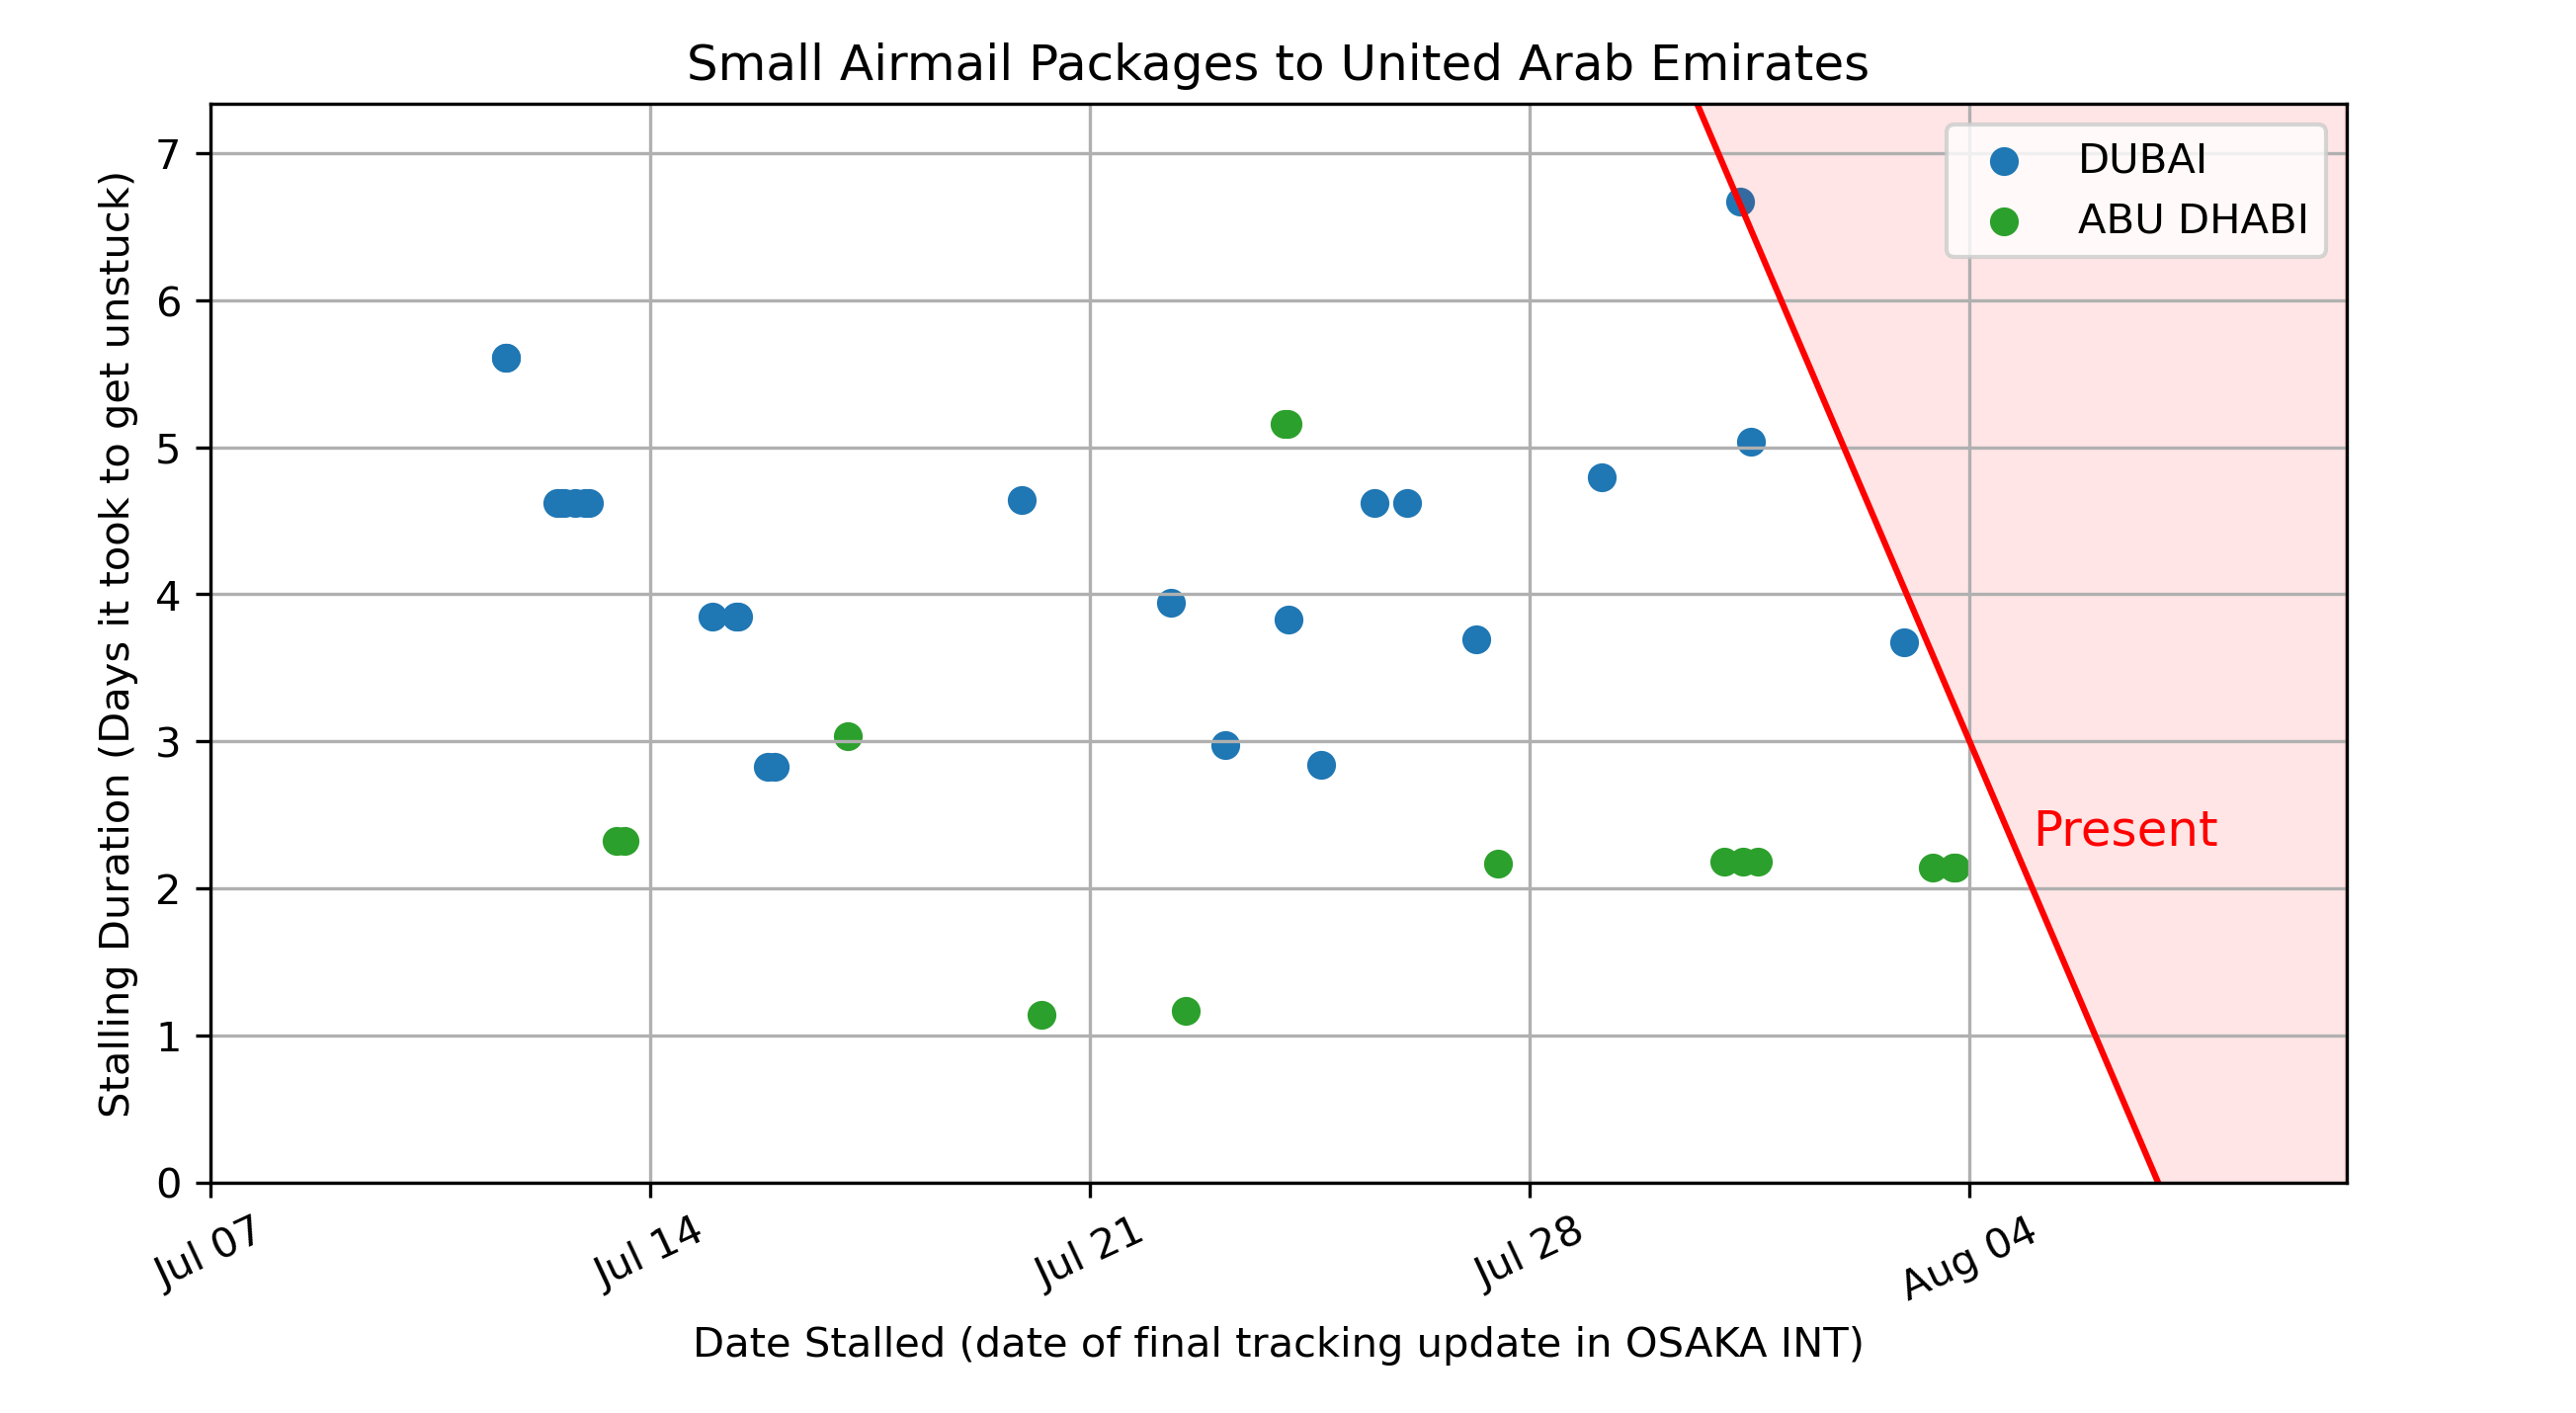 Small Airmail Packages to United Arab Emirates
Stalling Duration (Days it took to get unstuck)
7
6
5
4
3
2
1
0
DUBAI
ABU DHABI
Present
Jul 07
Jul 14
Jul 21
Jul 28
Aug 04
Date Stalled (date of final tracking update in OSAKA INT)